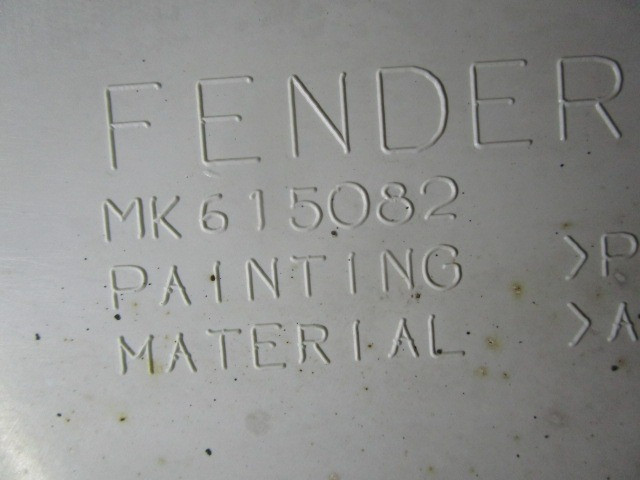 FENDER
MK615082
PAINTING >P
MATERIAL >A